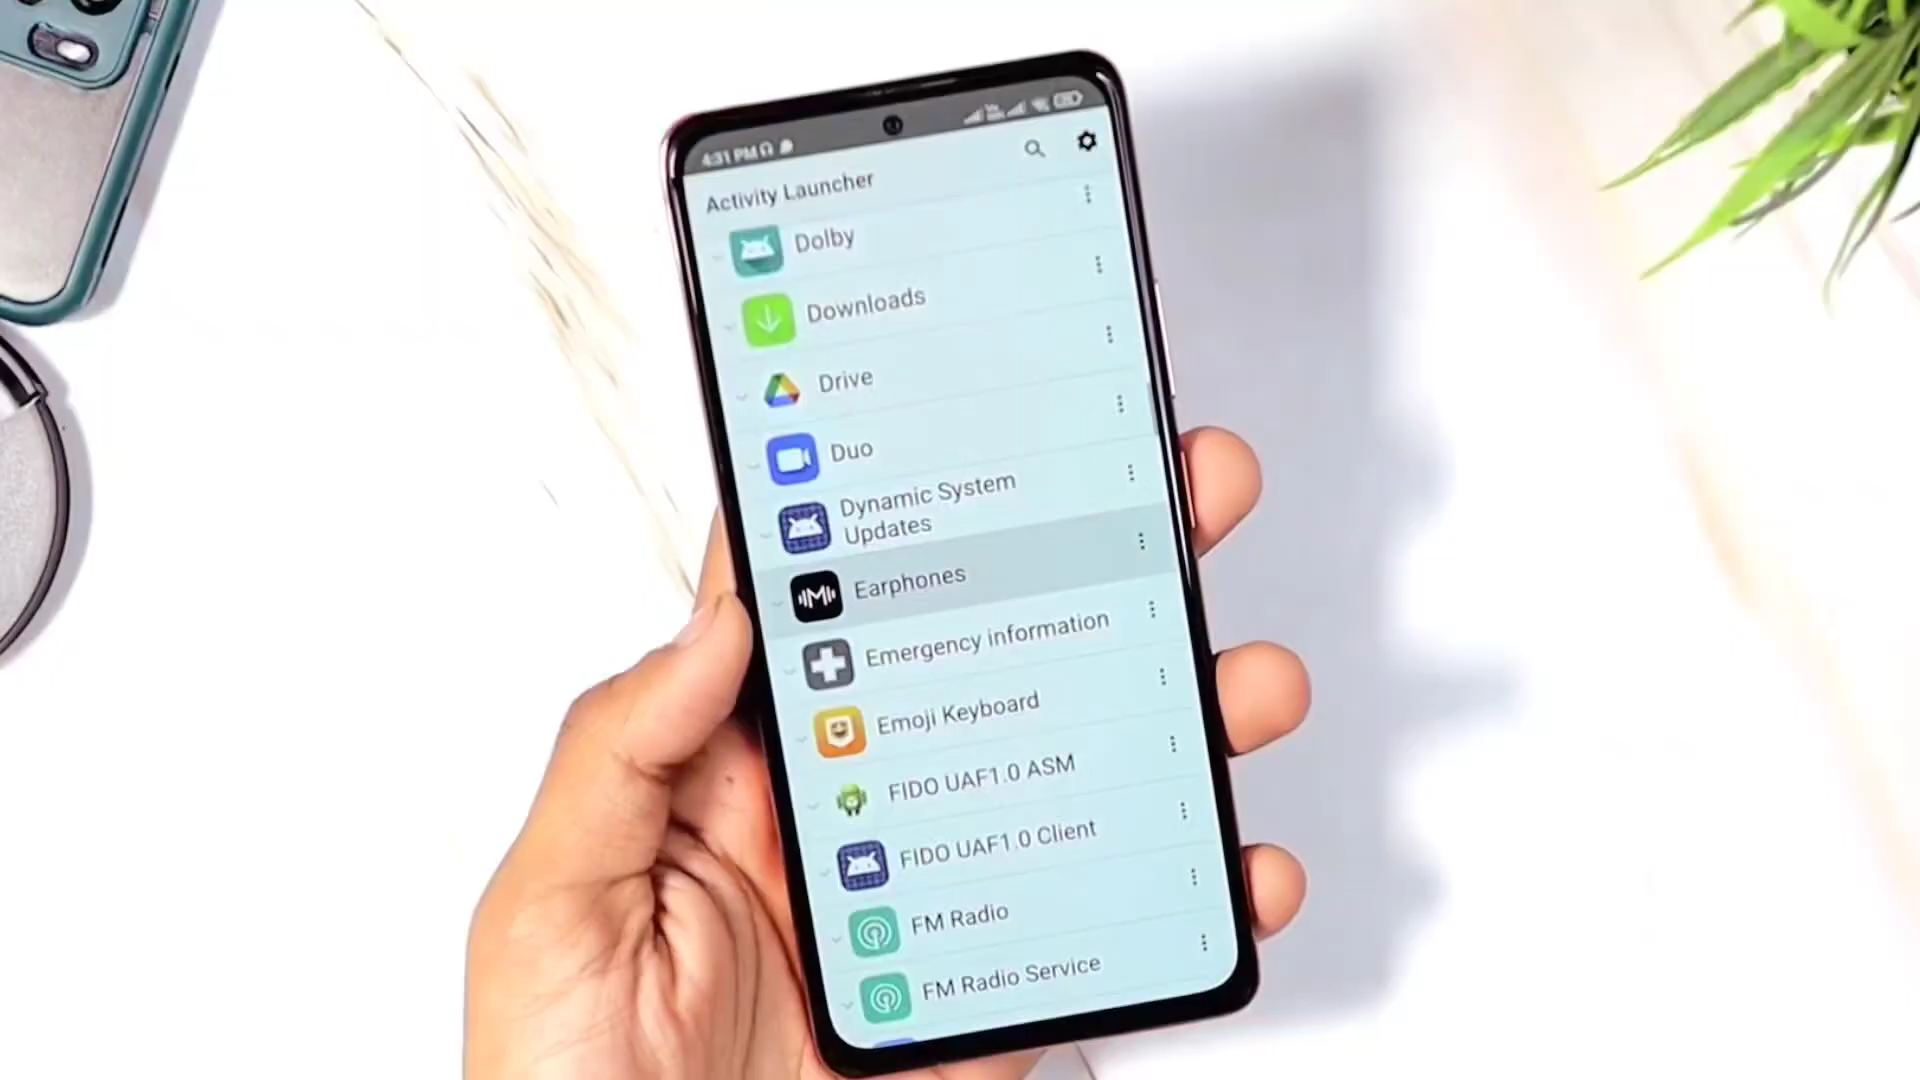 4:31 PM
Activity Launcher
Dolby
Downloads
Drive
Duo
Dynamic System
Updates
Earphones
Emergency information
Emoji Keyboard
FIDO UAF1.0 ASM
FIDO UAF1.0 Client
FM Radio
FM Radio Service